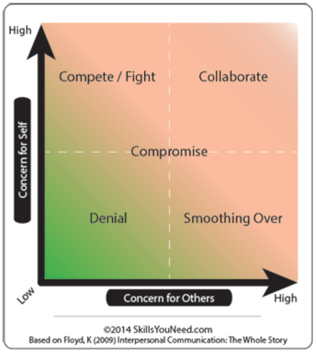 High
Compete / Fight
Collaborate
Concern for Self
Compromise
Denial
Smoothing Over
Low
Concern for Others
High
©2014 SkillsYouNeed.com
Based on Floyd, K (2009) Interpersonal Communication: The Whole Story